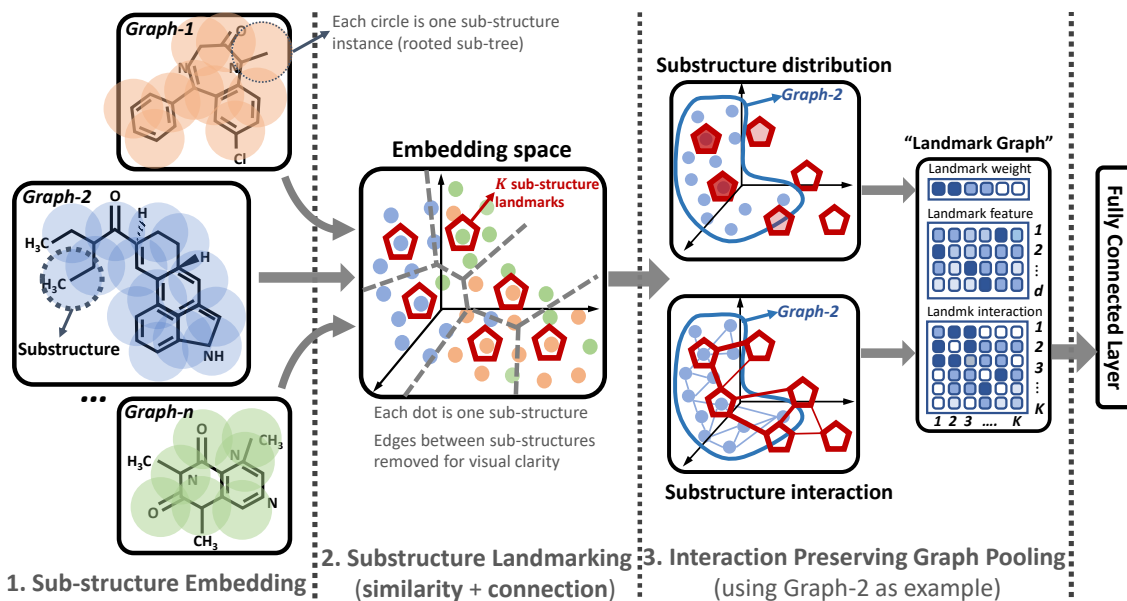 Graph-1
O
N
N
Cl
Each circle is one sub-structure
instance (rooted sub-tree)
Graph-2
O
H
H₃C
H
H₃C
NH
Substructure
...
Graph-n
O
CH₃
H₃C
N
N
O
N
CH₃
1. Sub-structure Embedding
Embedding space
K sub-structure
landmarks
Each dot is one sub-structure
Edges between sub-structures
removed for visual clarity
2. Substructure Landmarking
(similarity + connection)
Substructure distribution
Graph-2
Graph-2
Substructure interaction
3. Interaction Preserving Graph Pooling
(using Graph-2 as example)
“Landmark Graph”
Landmark weight
Landmark feature
1
2
⋮
d
Landmk interaction
1
2
3
⋮
K
1 2 3 .... K
Fully Connected Layer